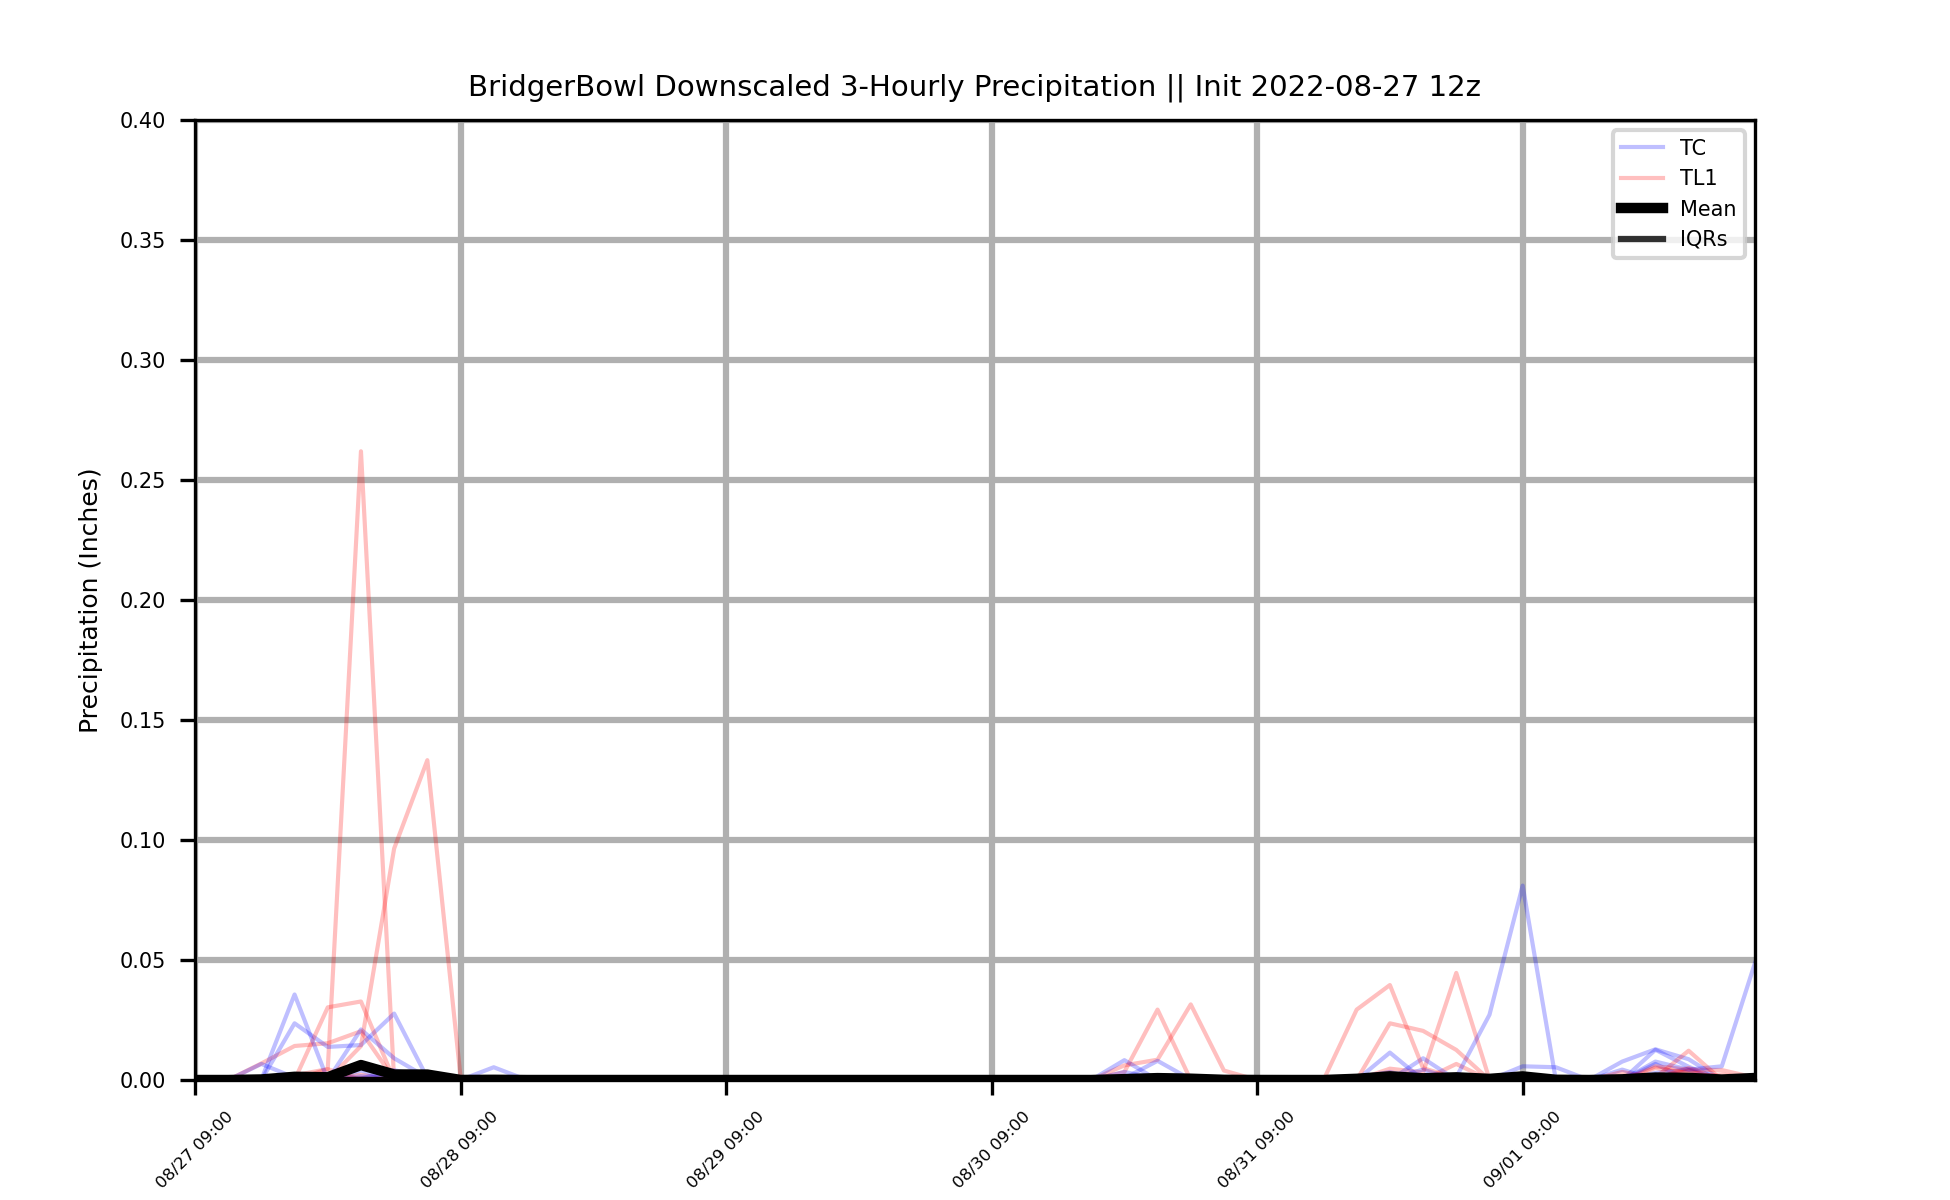 BridgerBowl Downscaled 3-Hourly Precipitation || Init 2022-08-27 12z
0.40
0.35
0.30
0.25
0.20
0.15
0.10
0.05
0.00
Precipitation (Inches)
TC
TL1
Mean
IQRs
08/27 09:00
08/28 09:00
08/29 09:00
08/30 09:00
08/31 09:00
09/01 09:00